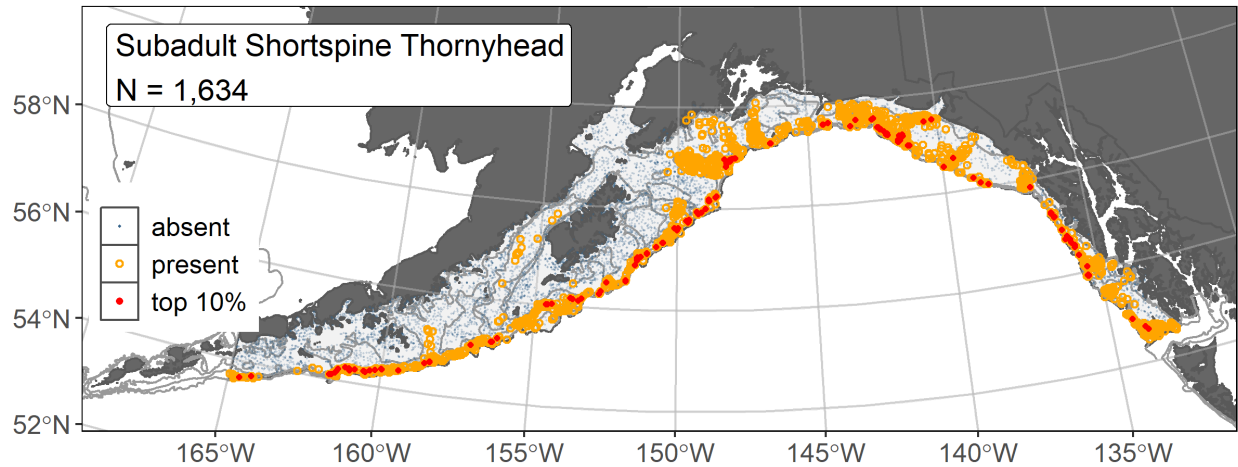 Subadult Shortspine Thornyhead
N = 1,634
58°N
56°N
54°N
52°N
absent
present
top 10%
165°W 160°W 155°W 150°W 145°W 140°W 135°W